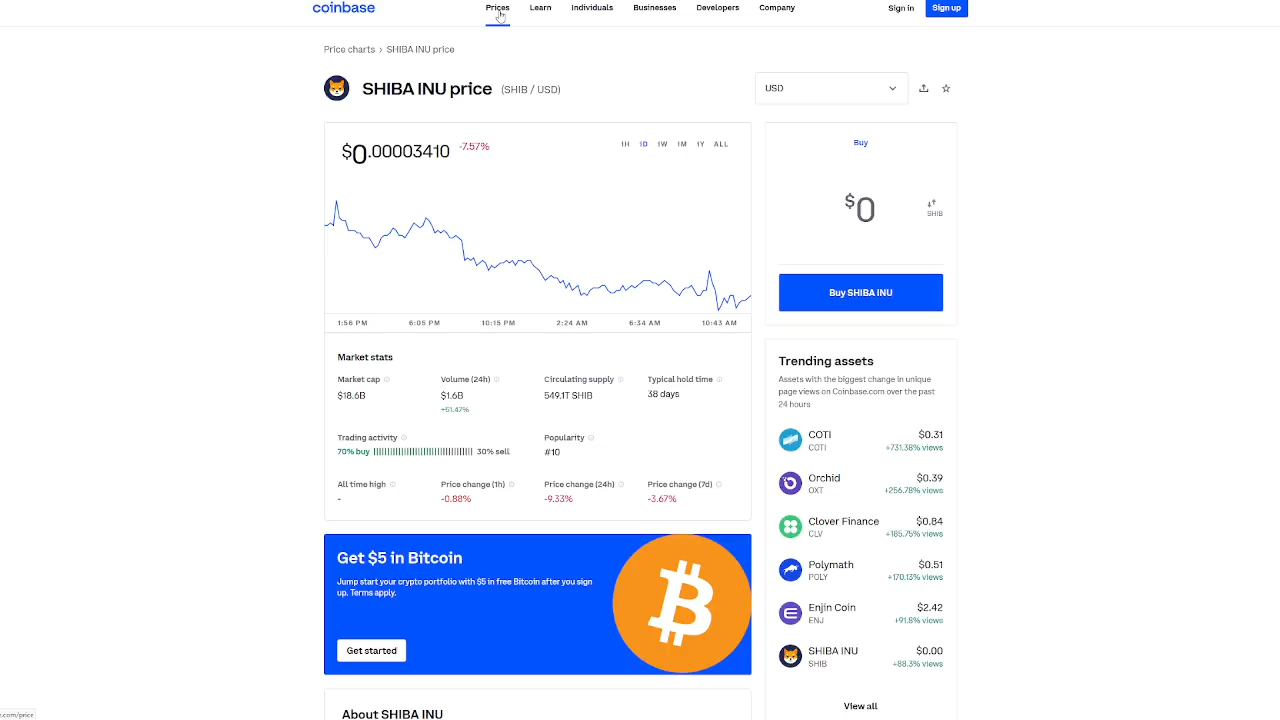 coinbase
Prices
Learn
Individuals
Businesses
Developers
Company
Sign in
Sign up
Price charts › SHIBA INU price
SHIBA INU price (SHIB / USD)
USD
$0.00003410 -7.57%
1H 1D 1W 1M 1Y ALL
1:56 PM 6:05 PM 10:15 PM 2:24 AM 6:34 AM 10:43 AM
Market stats
Market cap
$18.6B
Volume (24h)
$1.6B
+51.47%
Circulating supply
549.1T SHIB
Typical hold time
38 days
Trading activity
70% buy 30% sell
Popularity
#10
All time high
-
Price change (1h)
-0.88%
Price change (24h)
-9.33%
Price change (7d)
-3.67%
Get $5 in Bitcoin
Jump start your crypto portfolio with $5 in free Bitcoin after you sign
up. Terms apply.
Get started
About SHIBA INU
Buy
$0
SHIB
Buy SHIBA INU
Trending assets
Assets with the biggest change in unique
page views on Coinbase.com over the past
24 hours
COTI $0.31
COTI +731.38% views
Orchid $0.39
OXT +256.78% views
Clover Finance $0.84
CLV +185.75% views
Polymath $0.51
POLY +170.13% views
Enjin Coin $2.42
ENJ +91.8% views
SHIBA INU $0.00
SHIB +88.3% views
View all
e.com/price